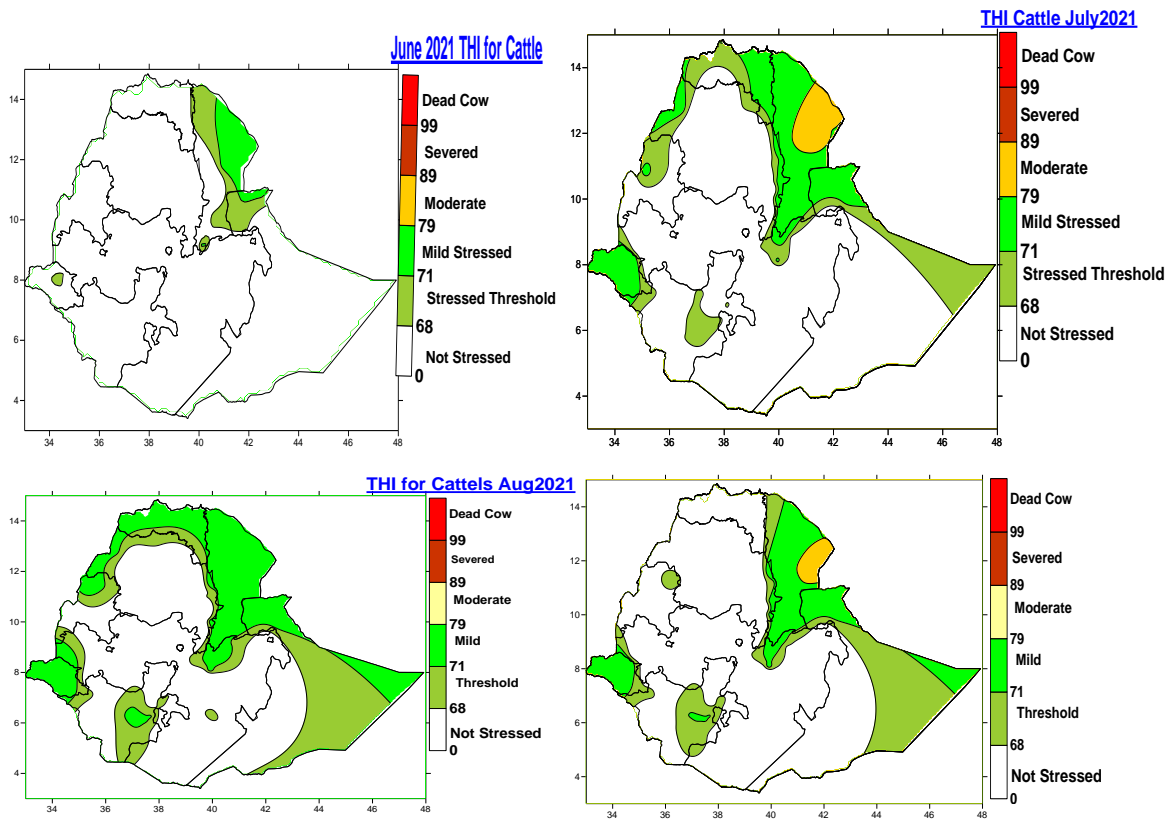 June 2021 THI for Cattle
14
12
10
8
6
4
34
36
38
40
42
44
46
48
Dead Cow
99
Severed
89
Moderate
79
Mild Stressed
71
Stressed Threshold
68
Not Stressed
0
THI Cattle July2021
14
12
10
8
6
4
34
36
38
40
42
44
46
48
Dead Cow
99
Severed
89
Moderate
79
Mild Stressed
71
Stressed Threshold
68
Not Stressed
0
THI for Cattels Aug2021
14
12
10
8
6
4
34
36
38
40
42
44
46
48
Dead Cow
99
Severed
89
Moderate
79
Mild
71
Threshold
68
Not Stressed
0
14
12
10
8
6
4
34
36
38
40
42
44
46
48
Dead Cow
99
Severed
89
Moderate
79
Mild
71
Threshold
68
Not Stressed
0